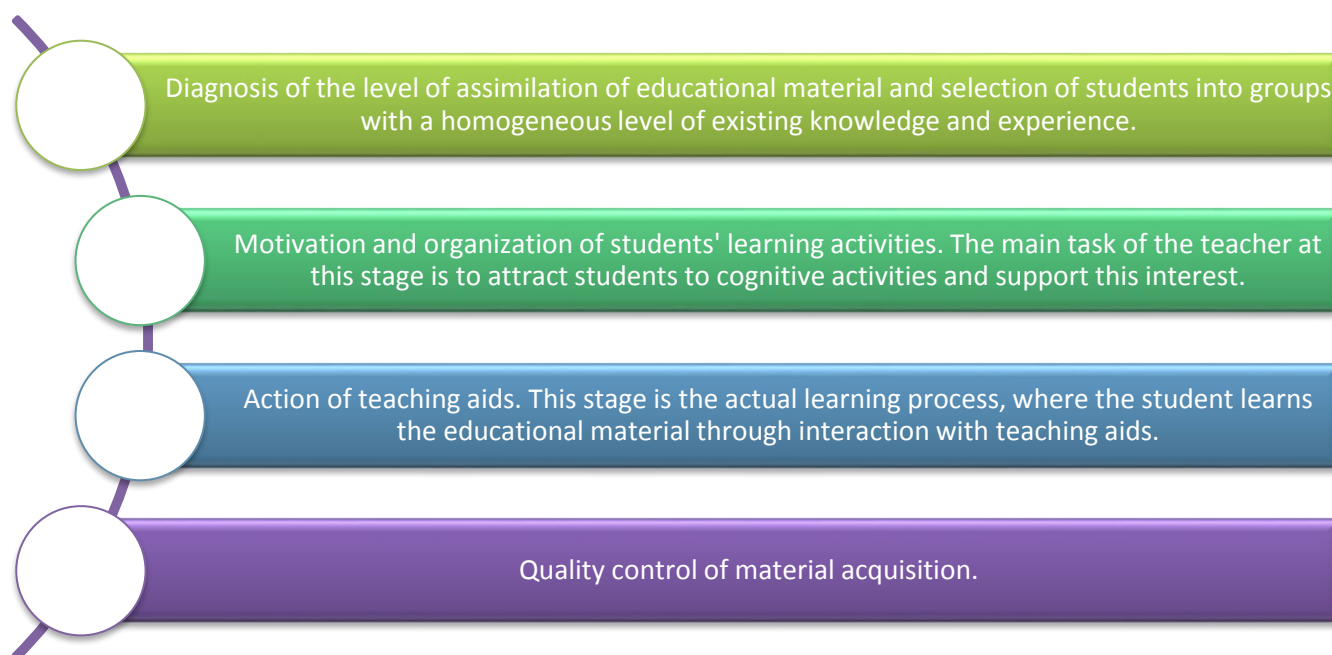 Diagnosis of the level of assimilation of educational material and selection of students into groups
with a homogeneous level of existing knowledge and experience.
Motivation and organization of students' learning activities. The main task of the teacher at
this stage is to attract students to cognitive activities and support this interest.
Action of teaching aids. This stage is the actual learning process, where the student learns
the educational material through interaction with teaching aids.
Quality control of material acquisition.